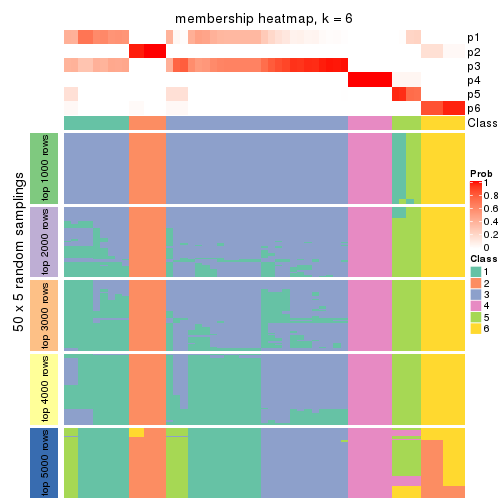 membership heatmap, k = 6
p1
p2
p3
p4
p5
p6
Class
50 x 5 random samplings
top 1000 rows
top 2000 rows
top 3000 rows
top 4000 rows
top 5000 rows
Prob
1
0.8
0.6
0.4
0.2
0
Class
1
2
3
4
5
6